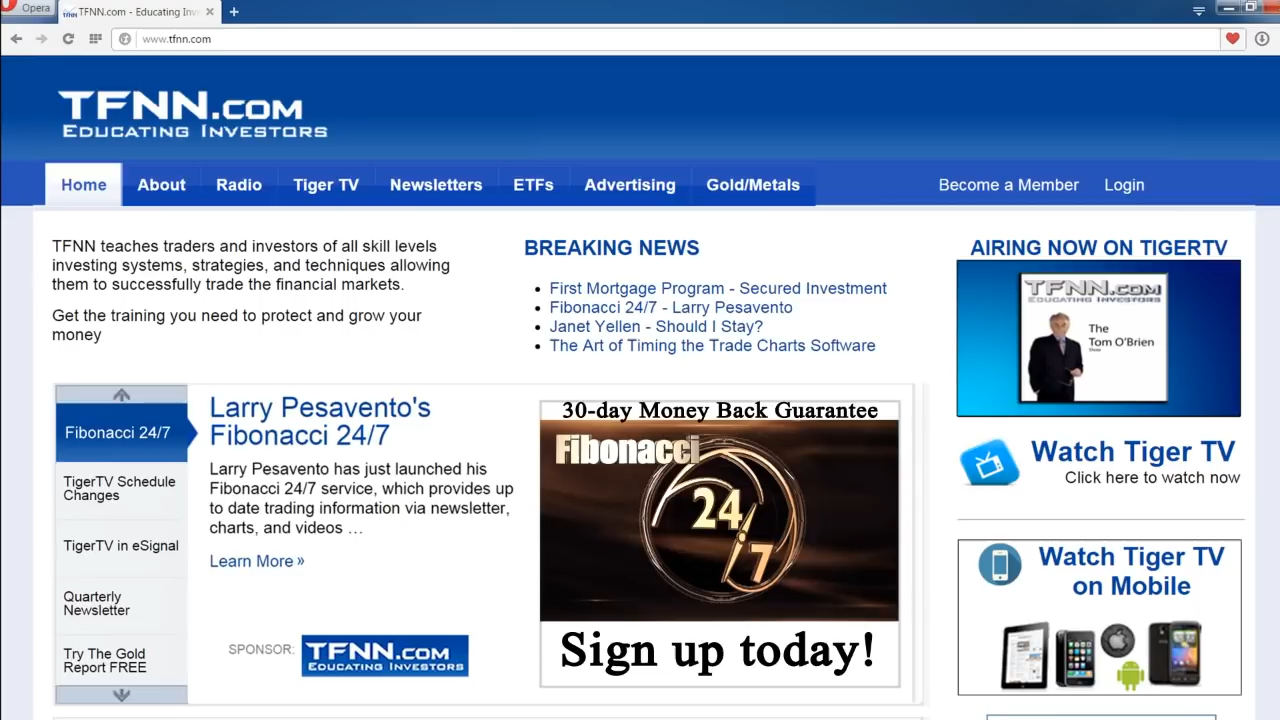 Opera
TFNN.com - Educating Inv
www.tfnn.com
TFNN.COM
EDUCATING INVESTORS
Home
About
Radio
Tiger TV
Newsletters
ETFs
Advertising
Gold/Metals
Become a Member
Login
TFNN teaches traders and investors of all skill levels
investing systems, strategies, and techniques allowing
them to successfully trade the financial markets.
Get the training you need to protect and grow your
money
BREAKING NEWS
First Mortgage Program - Secured Investment
Fibonacci 24/7 - Larry Pesavento
Janet Yellen - Should I Stay?
The Art of Timing the Trade Charts Software
AIRING NOW ON TIGERTV
TFNN.COM
EDUCATING INVESTORS
The
Tom O'Brien
Show
Watch Tiger TV
Click here to watch now
Watch Tiger TV
on Mobile
Fibonacci 24/7
TigerTV Schedule
Changes
TigerTV in eSignal
Quarterly
Newsletter
Try The Gold
Report FREE
Larry Pesavento's
Fibonacci 24/7
Larry Pesavento has just launched his
Fibonacci 24/7 service, which provides up
to date trading information via newsletter,
charts, and videos …
Learn More »
SPONSOR:
TFNN.COM
EDUCATING INVESTORS
30-day Money Back Guarantee
Fibonacci
24
7
Sign up today!